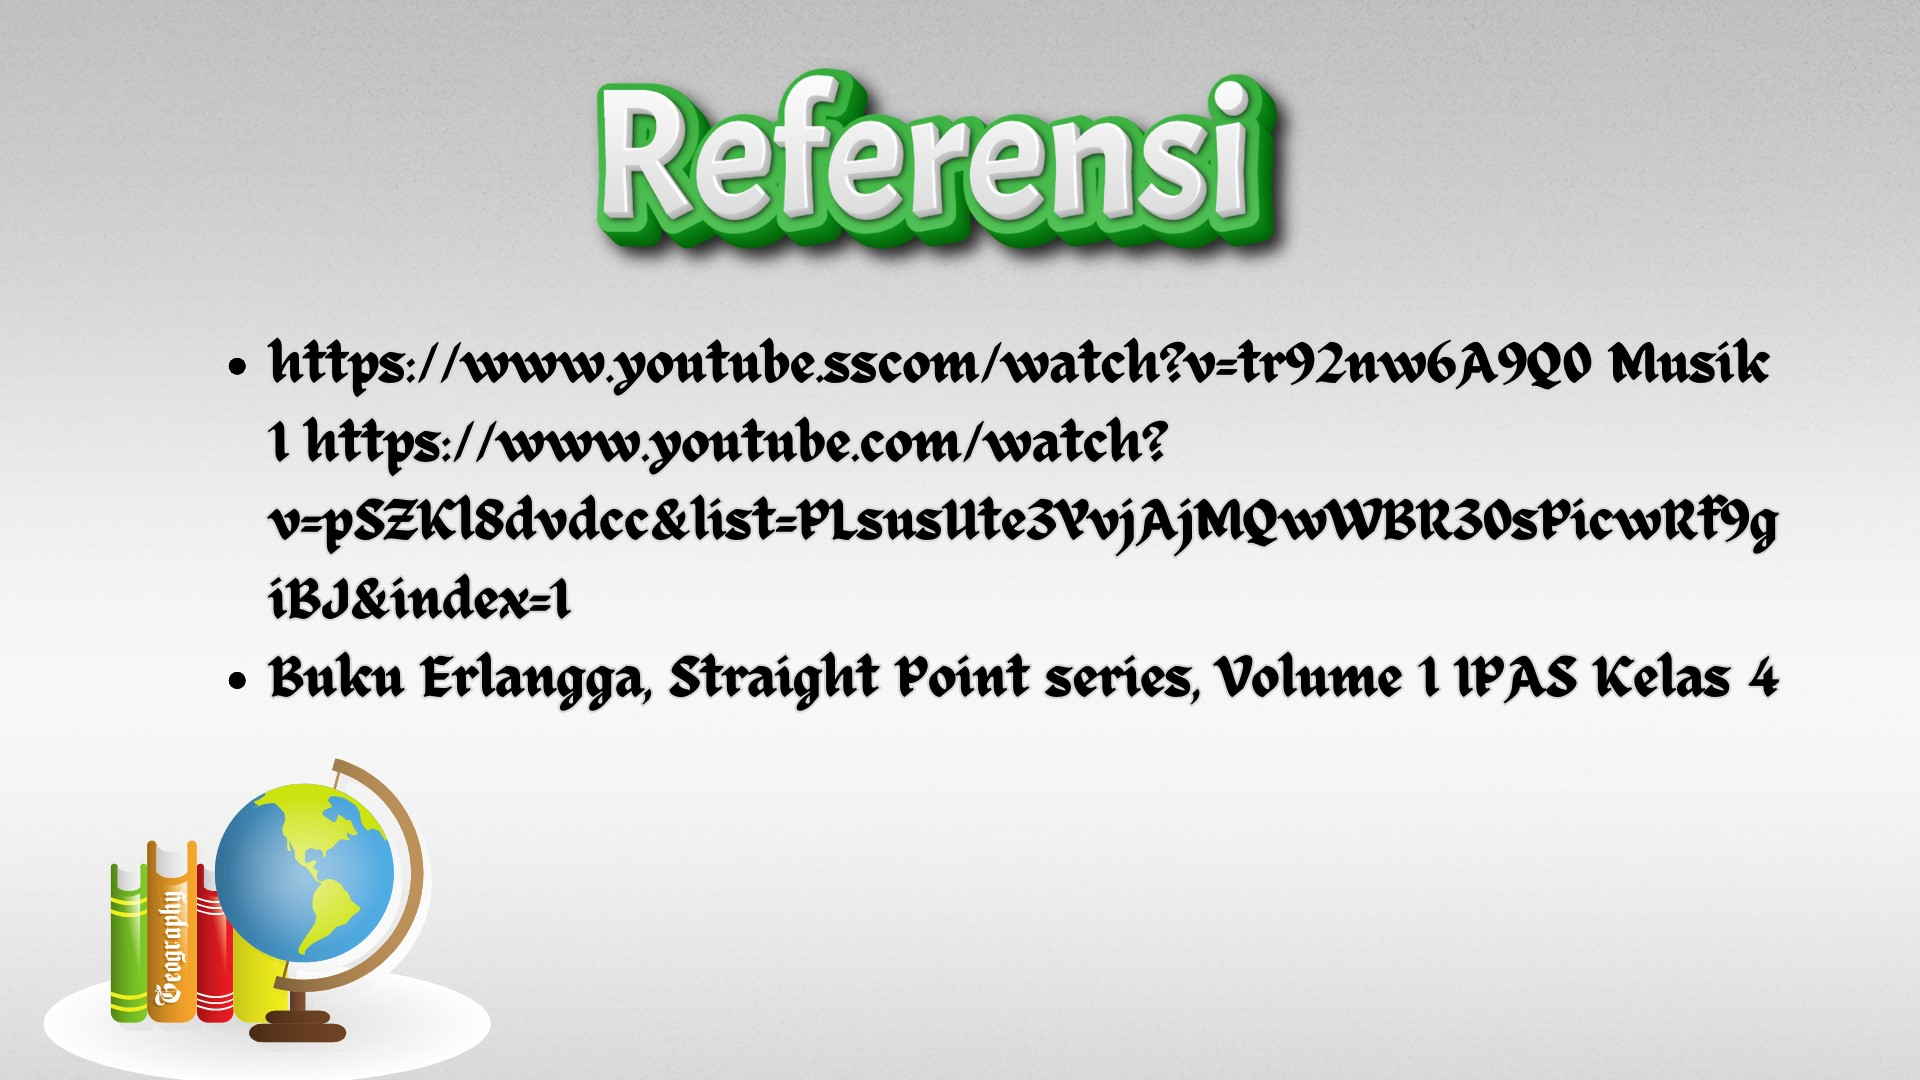 Referensi
• https://www.youtube.sscom/watch?v=tr92nw6A9Q0 Musik
1 https://www.youtube.com/watch?
v=pSZKl8dvdcc&list=PLsusUte3YvjAjMQwWBR30sPicwRf9g
iBJ&index=1
• Buku Erlangga, Straight Point series, Volume 1 IPAS Kelas 4
Geography